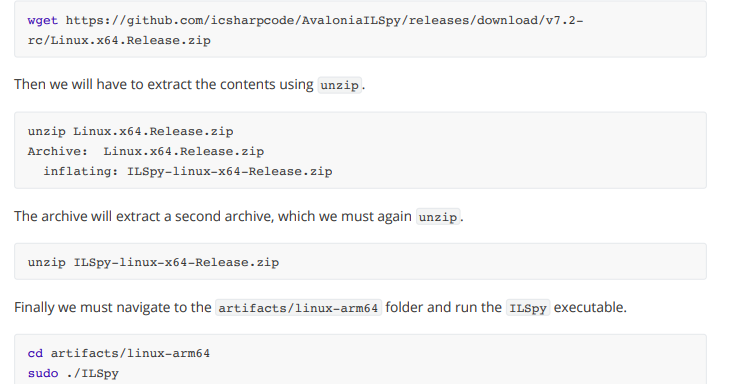 wget https://github.com/icsharpcode/AvaloniaILSpy/releases/download/v7.2-
rc/Linux.x64.Release.zip
Then we will have to extract the contents using unzip.
unzip Linux.x64.Release.zip
Archive:  Linux.x64.Release.zip
  inflating: ILSpy-linux-x64-Release.zip
The archive will extract a second archive, which we must again unzip.
unzip ILSpy-linux-x64-Release.zip
Finally we must navigate to the artifacts/linux-arm64 folder and run the ILSpy executable.
cd artifacts/linux-arm64
sudo ./ILSpy